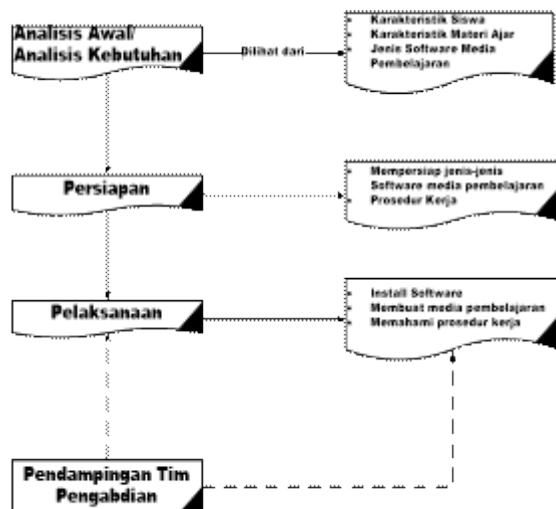 Analisis Awal/
Analisis Kebutuhan
Dilihat dari
Karakteristik Siswa
Karakteristik Materi Ajar
Jenis Software Media
Pembelajaran
Persiapan
Mempersiap jenis-jenis
Software media pembelajaran
Prosedur Kerja
Pelaksanaan
Install Software
Membuat media pembelajaran
Memahami prosedur kerja
Pendampingan Tim
Pengabdian